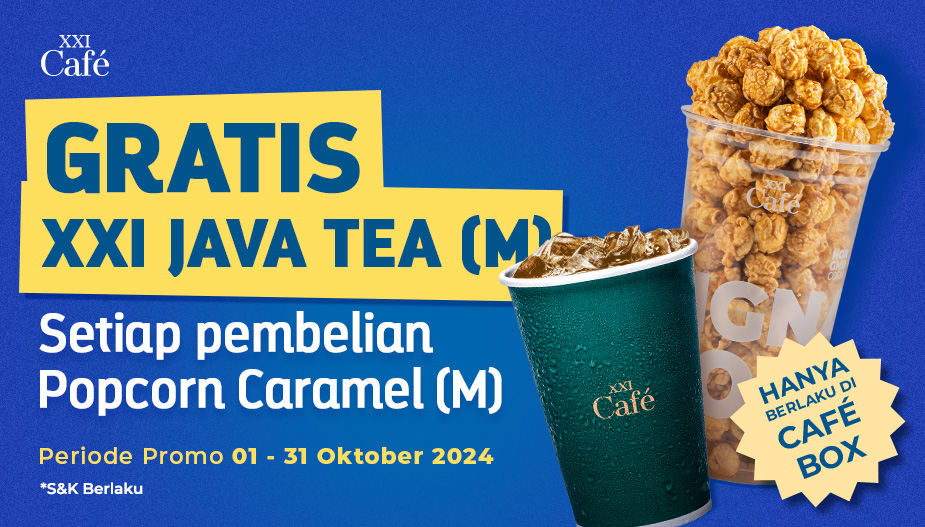 XXI
Café
GRATIS
XXI JAVA TEA (M)
Setiap pembelian
Popcorn Caramel (M)
Periode Promo 01 - 31 Oktober 2024
*S&K Berlaku
XXI
Café
XXI
Café
HANYA
BERLAKU DI
CAFÉ
BOX